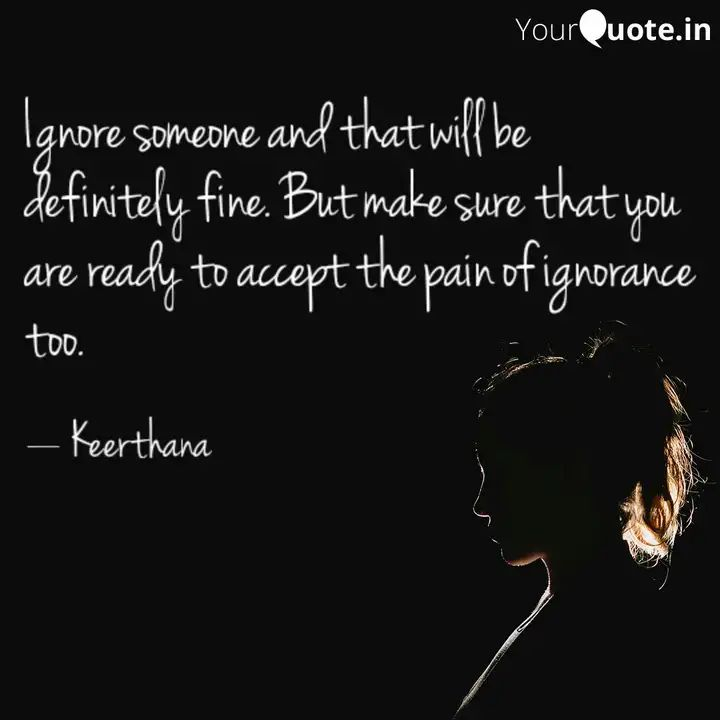 YourQuote.in
Ignore someone and that will be
definitely fine. But make sure that you
are ready to accept the pain of ignorance
too.
— Keerthana